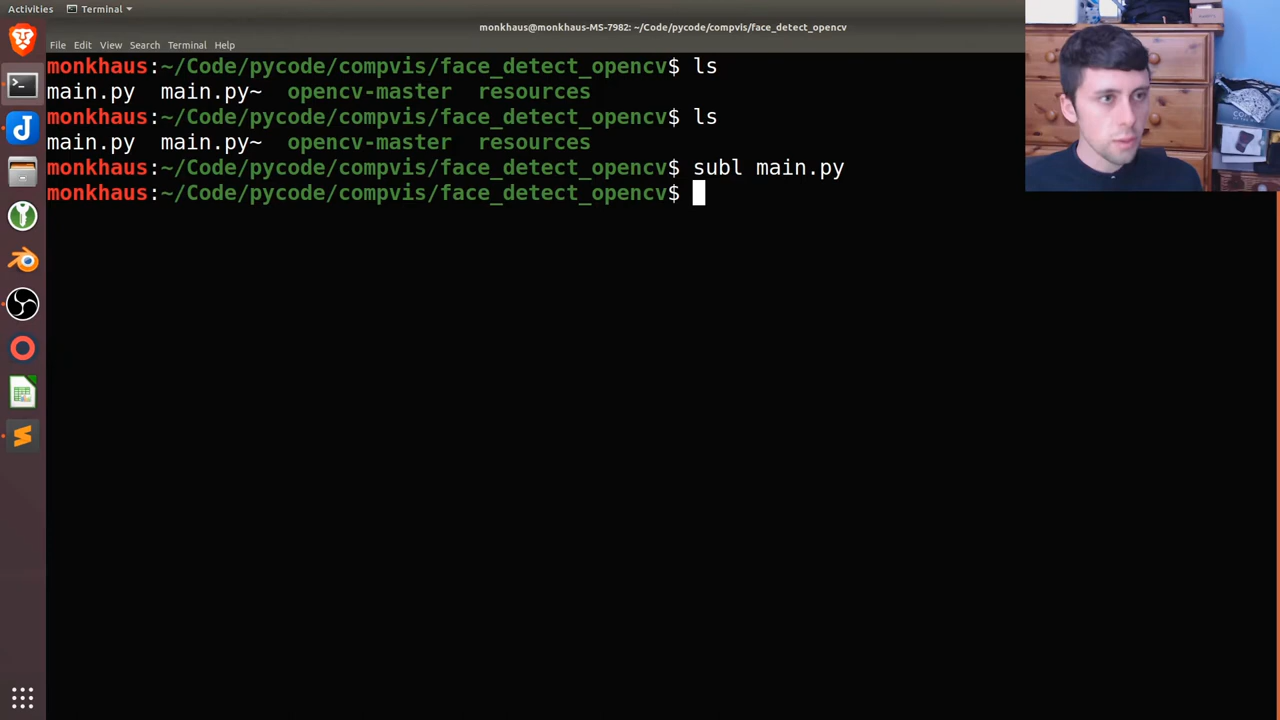 Activities
Terminal
monkhaus@monkhaus-MS-7982: ~/Code/pycode/compvis/face_detect_opencv
File Edit View Search Terminal Help
monkhaus:~/Code/pycode/compvis/face_detect_opencv$ ls
main.py main.py~ opencv-master resources
monkhaus:~/Code/pycode/compvis/face_detect_opencv$ ls
main.py main.py~ opencv-master resources
monkhaus:~/Code/pycode/compvis/face_detect_opencv$ subl main.py
monkhaus:~/Code/pycode/compvis/face_detect_opencv$